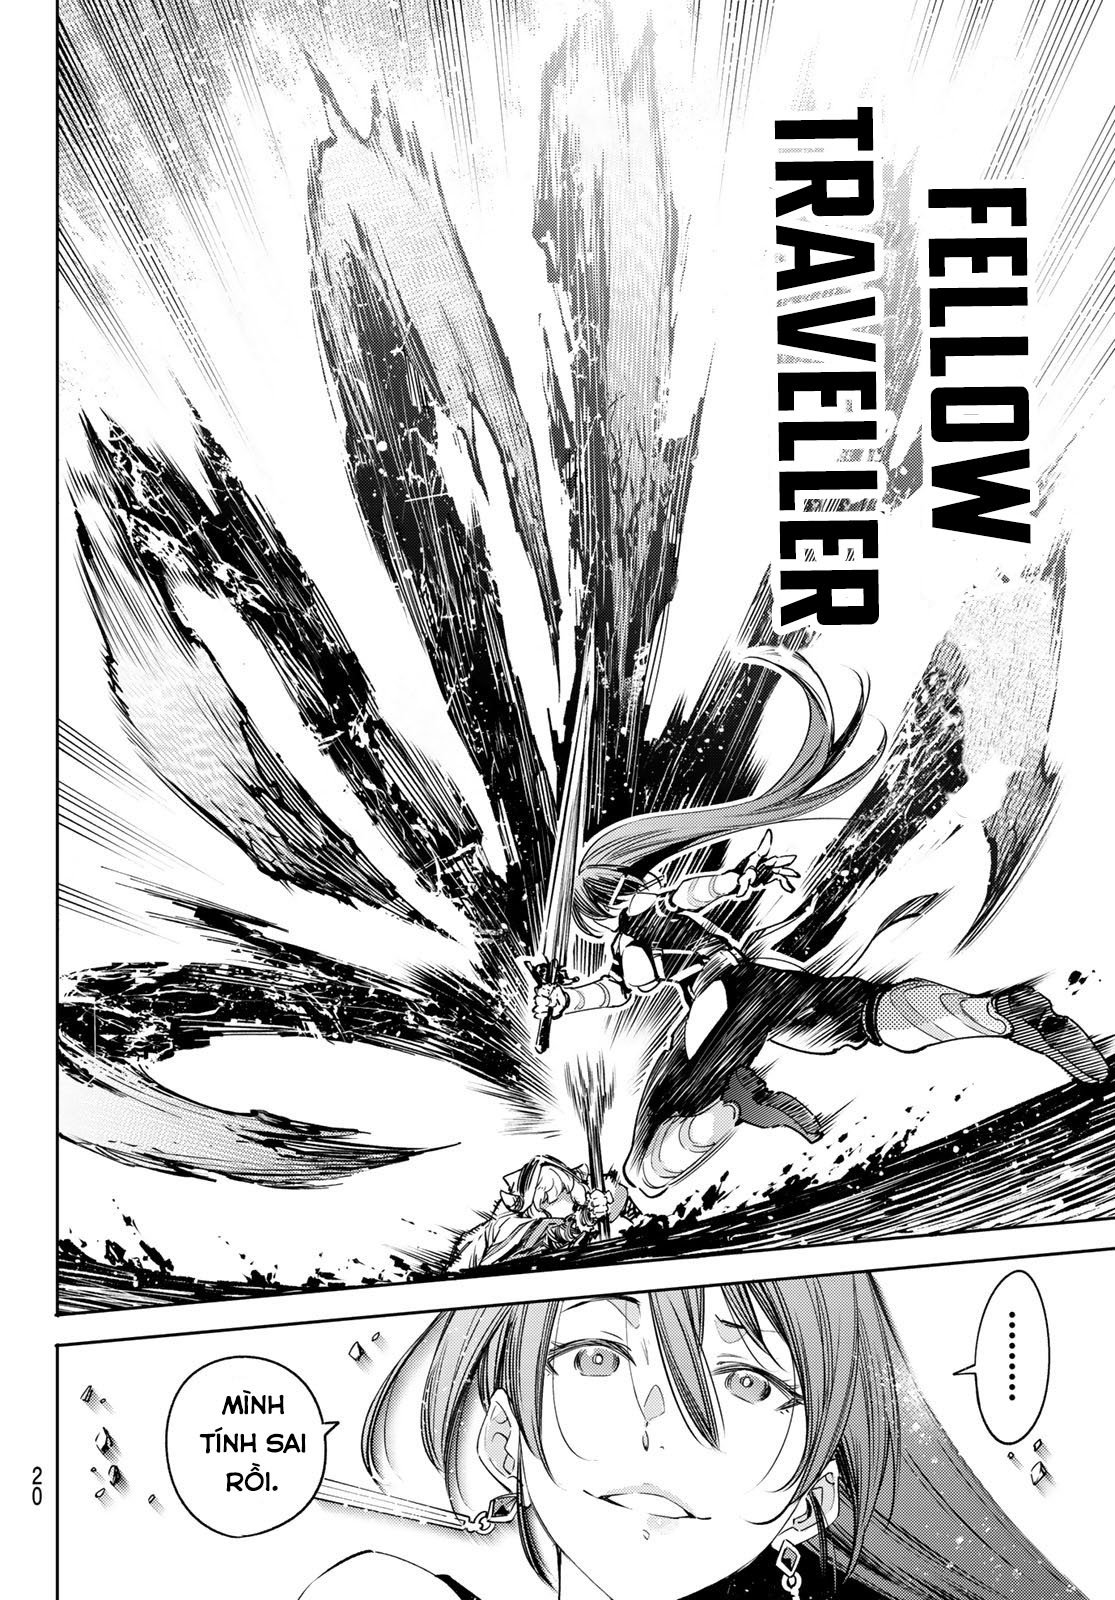 FELLOW
TRAVELLER
………
MÌNH
TÍNH SAI
RỒI.
20